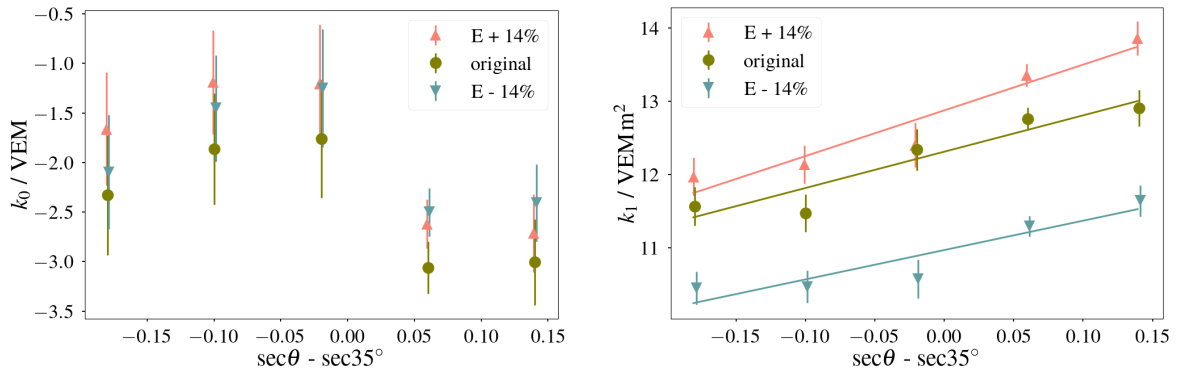 −0.5
−1.0
−1.5
−2.0
−2.5
−3.0
−3.5
k₀ / VEM
E + 14%
original
E - 14%
−0.15 −0.10 −0.05 0.00 0.05 0.10 0.15
secθ - sec35°
14
13
12
11
k₁ / VEM m²
E + 14%
original
E - 14%
−0.15 −0.10 −0.05 0.00 0.05 0.10 0.15
secθ - sec35°